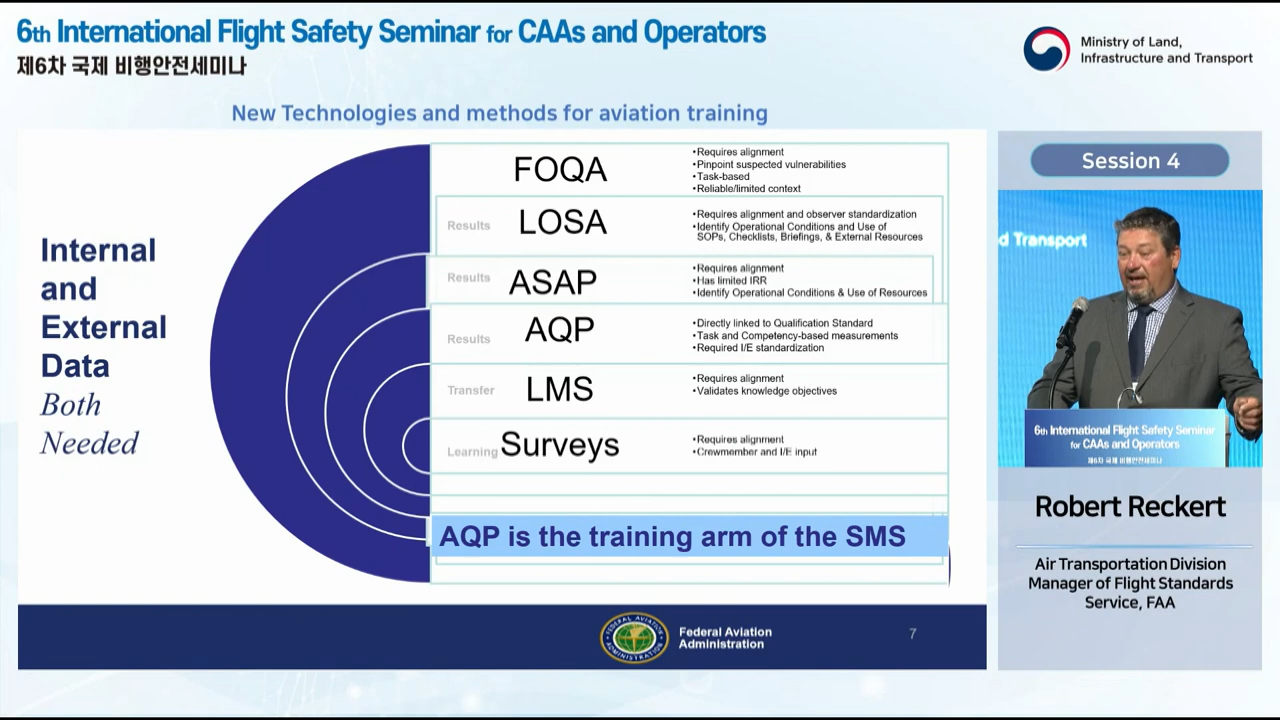 6th International Flight Safety Seminar for CAAs and Operators
제6차 국제 비행안전세미나
Ministry of Land,
Infrastructure and Transport
New Technologies and methods for aviation training
Internal
and
External
Data
Both
Needed
FOQA
•Requires alignment
•Pinpoint suspected vulnerabilities
•Task-based
•Reliable/limited context
Results
LOSA
•Requires alignment and observer standardization
•Identify Operational Conditions and Use of
SOPs, Checklists, Briefings, & External Resources
Results
ASAP
•Requires alignment
•Has limited IRR
•Identify Operational Conditions & Use of Resources
Results
AQP
•Directly linked to Qualification Standard
•Task and Competency-based measurements
•Required I/E standardization
Transfer
LMS
•Requires alignment
•Validates knowledge objectives
Learning
Surveys
•Requires alignment
•Crewmember and I/E input
AQP is the training arm of the SMS
FEDERAL AVIATION
ADMINISTRATION
Federal Aviation
Administration
7
Session 4
d Transport
6th International Flight Safety Seminar
for CAAs and Operators
제6차 국제 비행안전세미나
Robert Reckert
Air Transportation Division
Manager of Flight Standards
Service, FAA